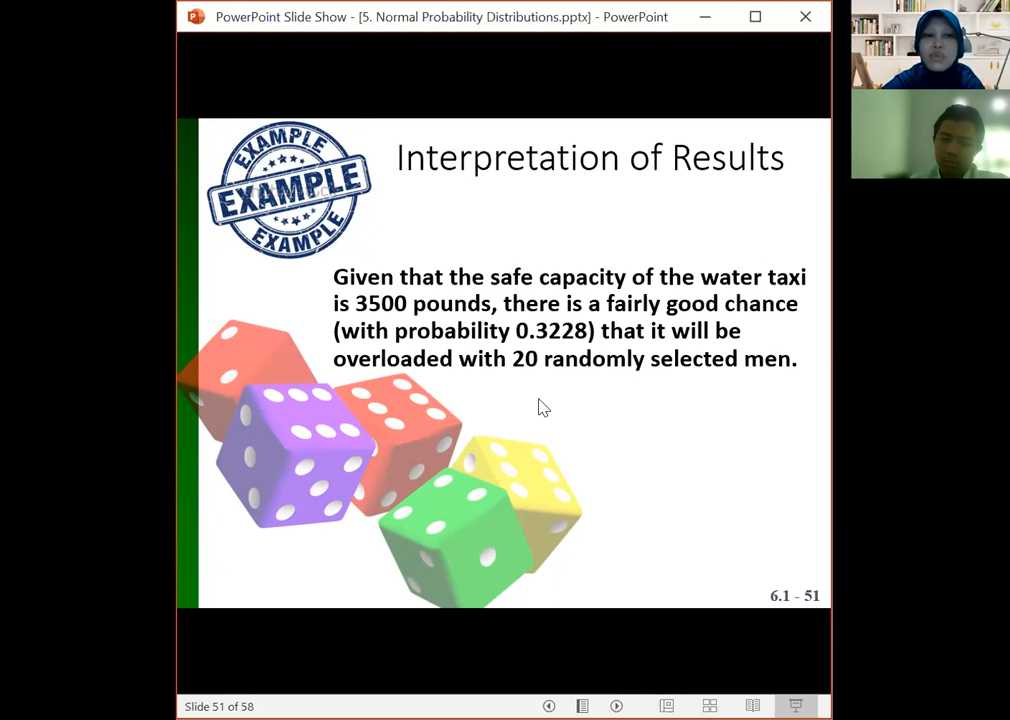 PowerPoint Slide Show - [5. Normal Probability Distributions.pptx] - PowerPoint
EXAMPLE
EXAMPLE
EXAMPLE
Interpretation of Results
Given that the safe capacity of the water taxi
is 3500 pounds, there is a fairly good chance
(with probability 0.3228) that it will be
overloaded with 20 randomly selected men.
6.1 - 51
Slide 51 of 58